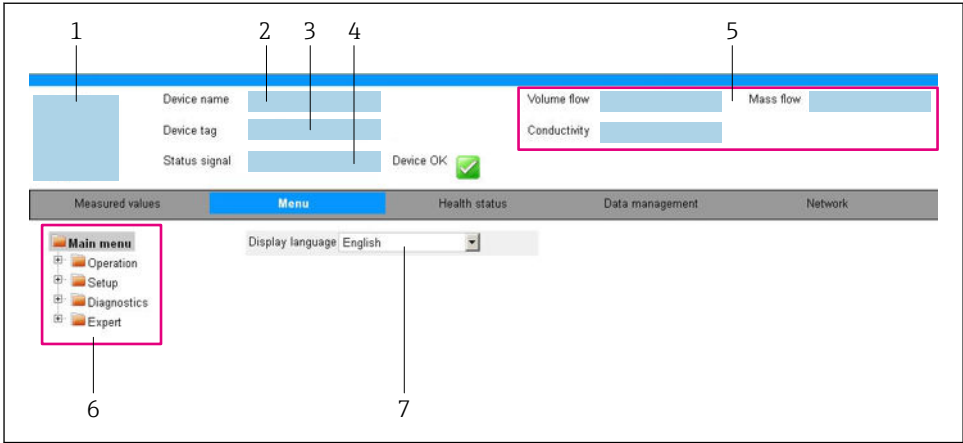 1 2 3 4 5
Device name Volume flow Mass flow
Device tag Conductivity
Status signal Device OK
Measured values Menu Health status Data management Network
Main menu Display language English
Operation
Setup
Diagnostics
Expert
6 7